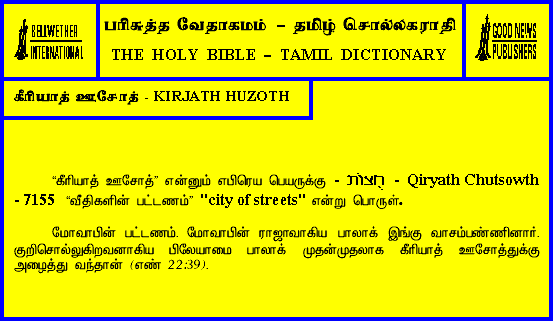 BELLWETHER
INTERNATIONAL
பரிசுத்த வேதாகமம் – தமிழ் சொல்லகராதி
THE HOLY BIBLE – TAMIL DICTIONARY
GOOD NEWS
PUBLISHERS
கீரியாத் ஊசோத் - KIRJATH HUZOTH
“கீரியாத் ஊசோத்” என்னும் எபிரெய பெயருக்கு - חֻצוֹת - Qiryath Chutsowth
- 7155 “வீதிகளின் பட்டணம்” "city of streets" என்று பொருள்.
மோவாபின் பட்டணம். மோவாபின் ராஜாவாகிய பாலாக் இங்கு வாசம்பண்ணினார்.
குறிசொல்லுகிறவனாகிய பிலேயாமை பாலாக் முதன்முதலாக கீரியாத் ஊசோத்துக்கு
அழைத்து வந்தான் (எண் 22:39).